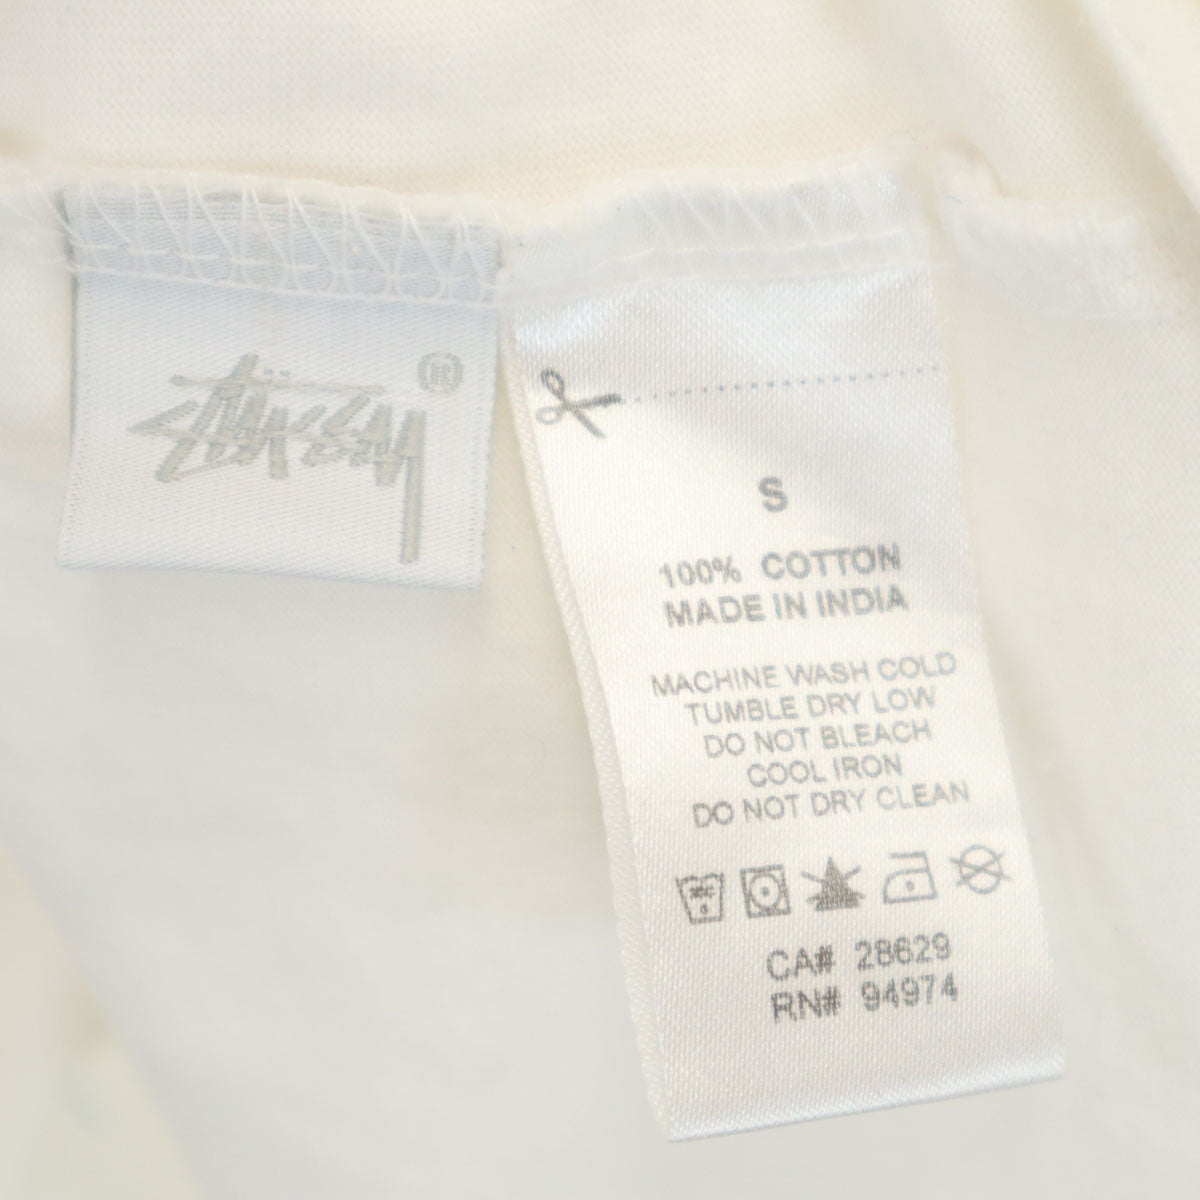 Stüssy ®
S
100% COTTON
MADE IN INDIA
MACHINE WASH COLD
TUMBLE DRY LOW
DO NOT BLEACH
COOL IRON
DO NOT DRY CLEAN
CA# 28629
RN# 94974